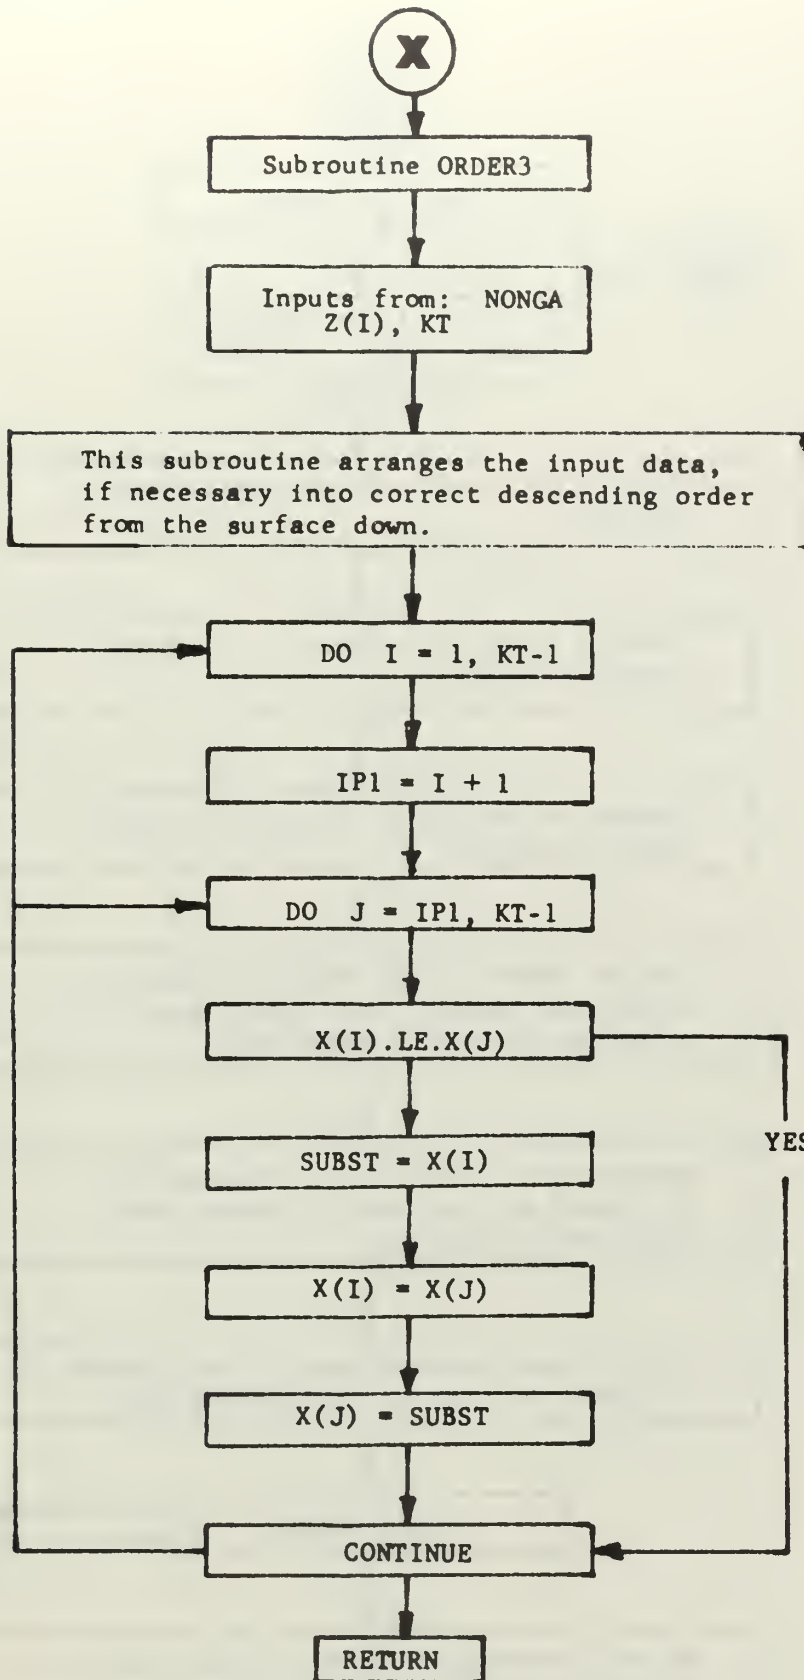 X
Subroutine ORDER3
Inputs from: NONGA
Z(I), KT
This subroutine arranges the input data,
if necessary into correct descending order
from the surface down.
DO I = 1, KT-1
IP1 = I + 1
DO J = IP1, KT-1
X(I).LE.X(J)
YES
SUBST = X(I)
X(I) = X(J)
X(J) = SUBST
CONTINUE
RETURN